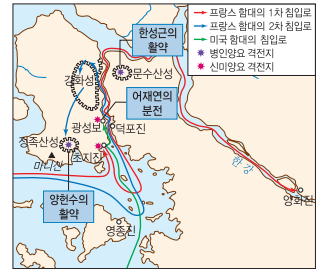 프랑스 함대의 1차 침입로
프랑스 함대의 2차 침입로
미국 함대의 침입로
병인양요 격전지
신미양요 격전지
한성근의
활약
문수산성
강화성
어재연의
분전
광성보
덕포진
정족산성
초지진
마니산
한강
양화진
양헌수의
활약
영종진